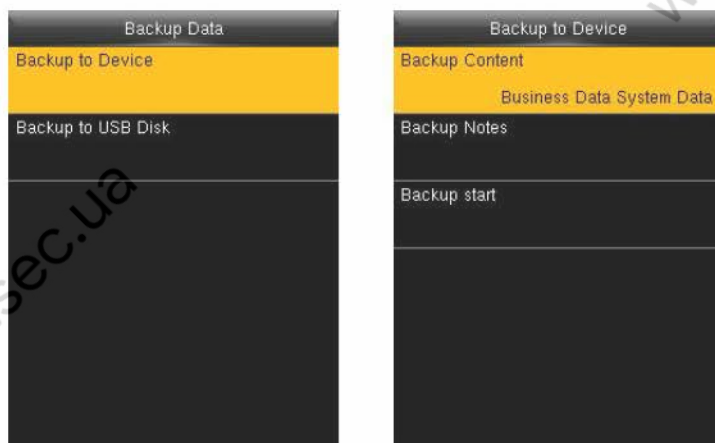 Backup Data
Backup to Device
Backup to USB Disk
Backup to Device
Backup Content
Business Data System Data
Backup Notes
Backup start
sec.ua